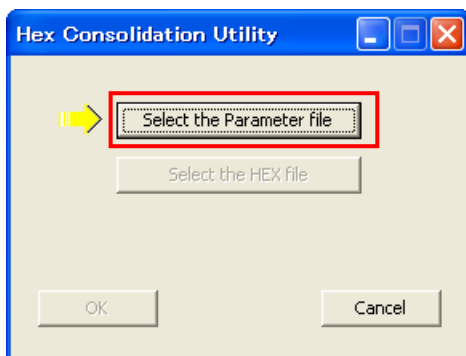 Hex Consolidation Utility
Select the Parameter file
Select the HEX file
OK Cancel